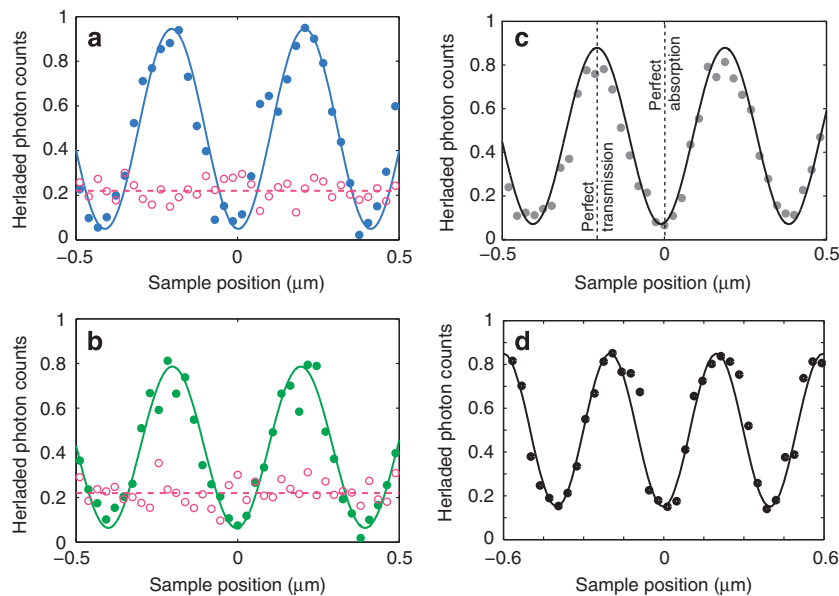 a
Herladed photon counts
1
0.8
0.6
0.4
0.2
0
−0.5
0
0.5
Sample position (μm)
c
Herladed photon counts
1
0.8
0.6
0.4
0.2
0
Perfect
transmission
Perfect
absorption
−0.5
0
0.5
Sample position (μm)
b
Herladed photon counts
1
0.8
0.6
0.4
0.2
0
−0.5
0
0.5
Sample position (μm)
d
Herladed photon counts
1
0.8
0.6
0.4
0.2
0
−0.6
0
0.6
Sample position (μm)